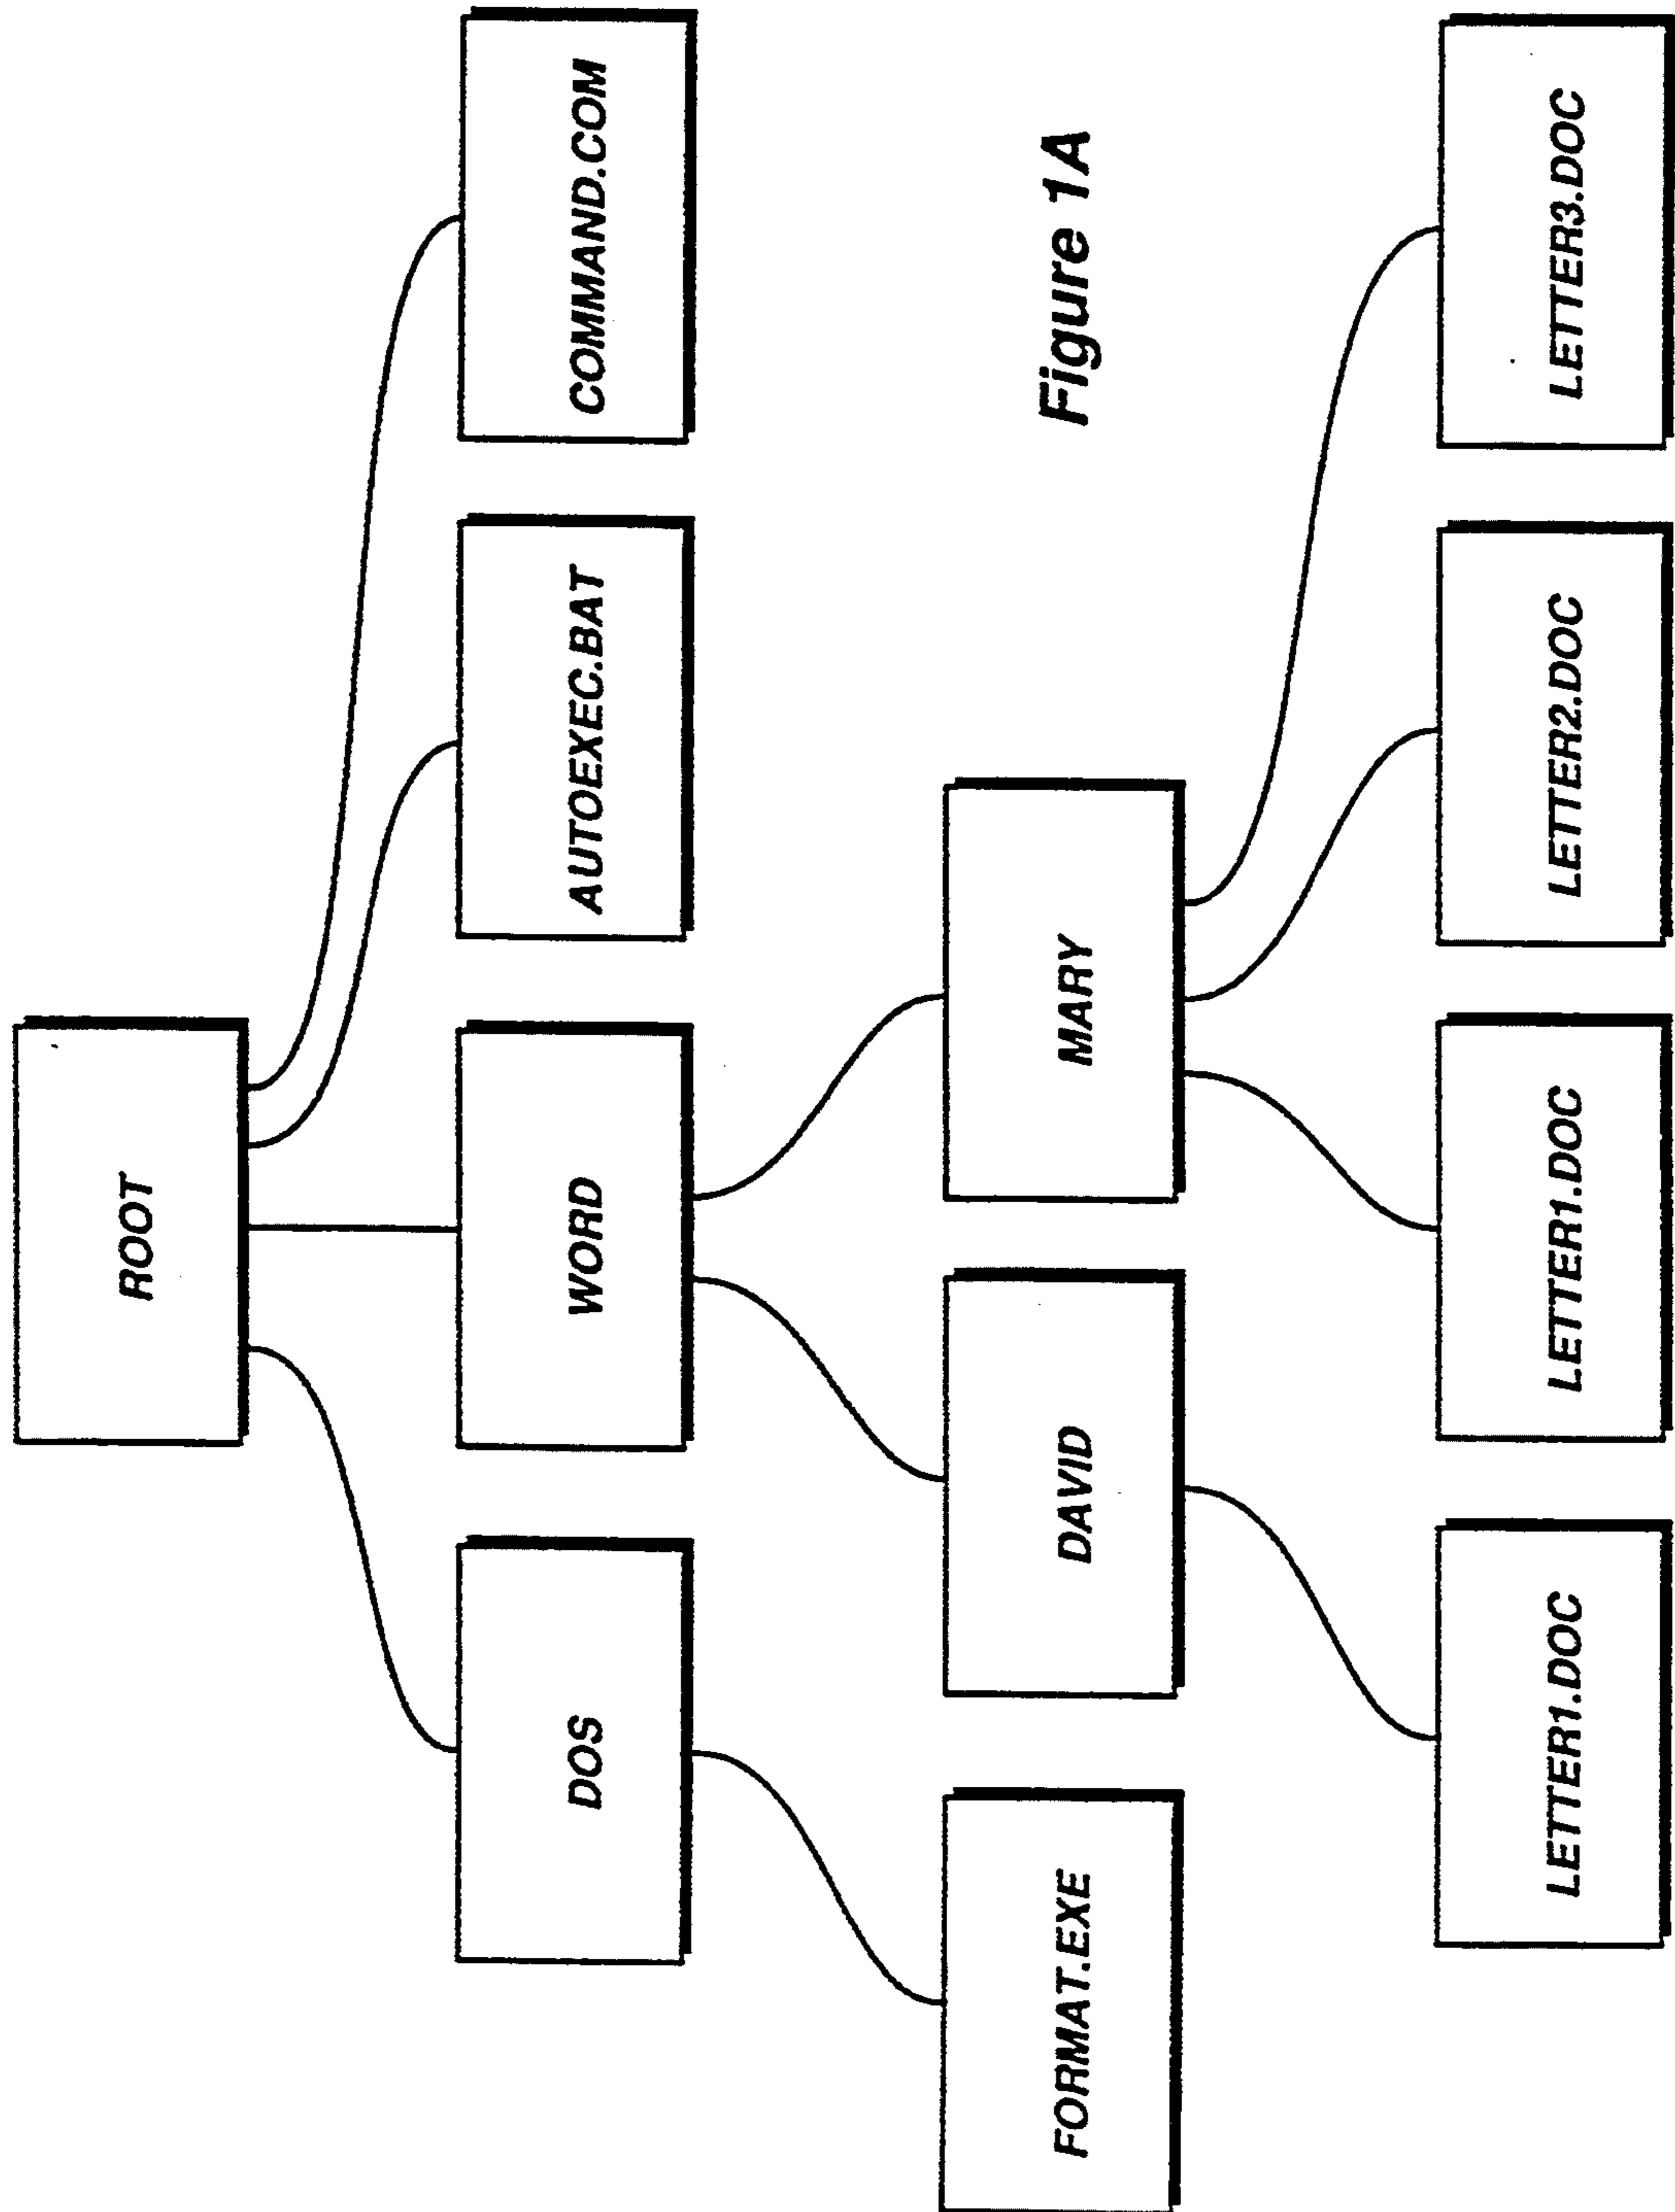 ROOT
DOS
WORD
AUTOEXEC.BAT
COMMAND.COM
FORMAT.EXE
DAVID
MARY
Figure 1A
LETTER1.DOC
LETTER1.DOC
LETTER2.DOC
LETTER3.DOC